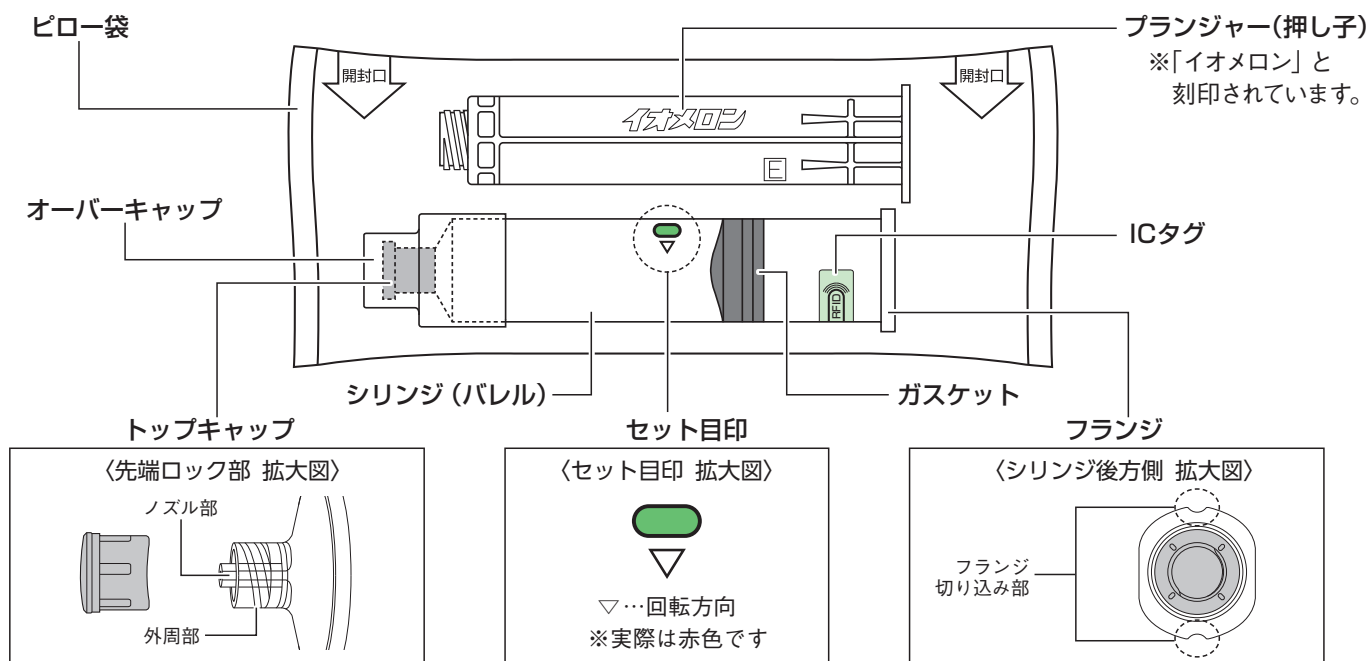 ピロー袋
プランジャー(押し子)
※「イオメロン」と
刻印されています。
開封口
開封口
イオメロン
E
オーバーキャップ
ICタグ
RFID
シリンジ(バレル)
ガスケット
トップキャップ
セット目印
フランジ
〈先端ロック部 拡大図〉
ノズル部
外周部
〈セット目印 拡大図〉
▽…回転方向
※実際は赤色です
〈シリンジ後方側 拡大図〉
フランジ
切り込み部